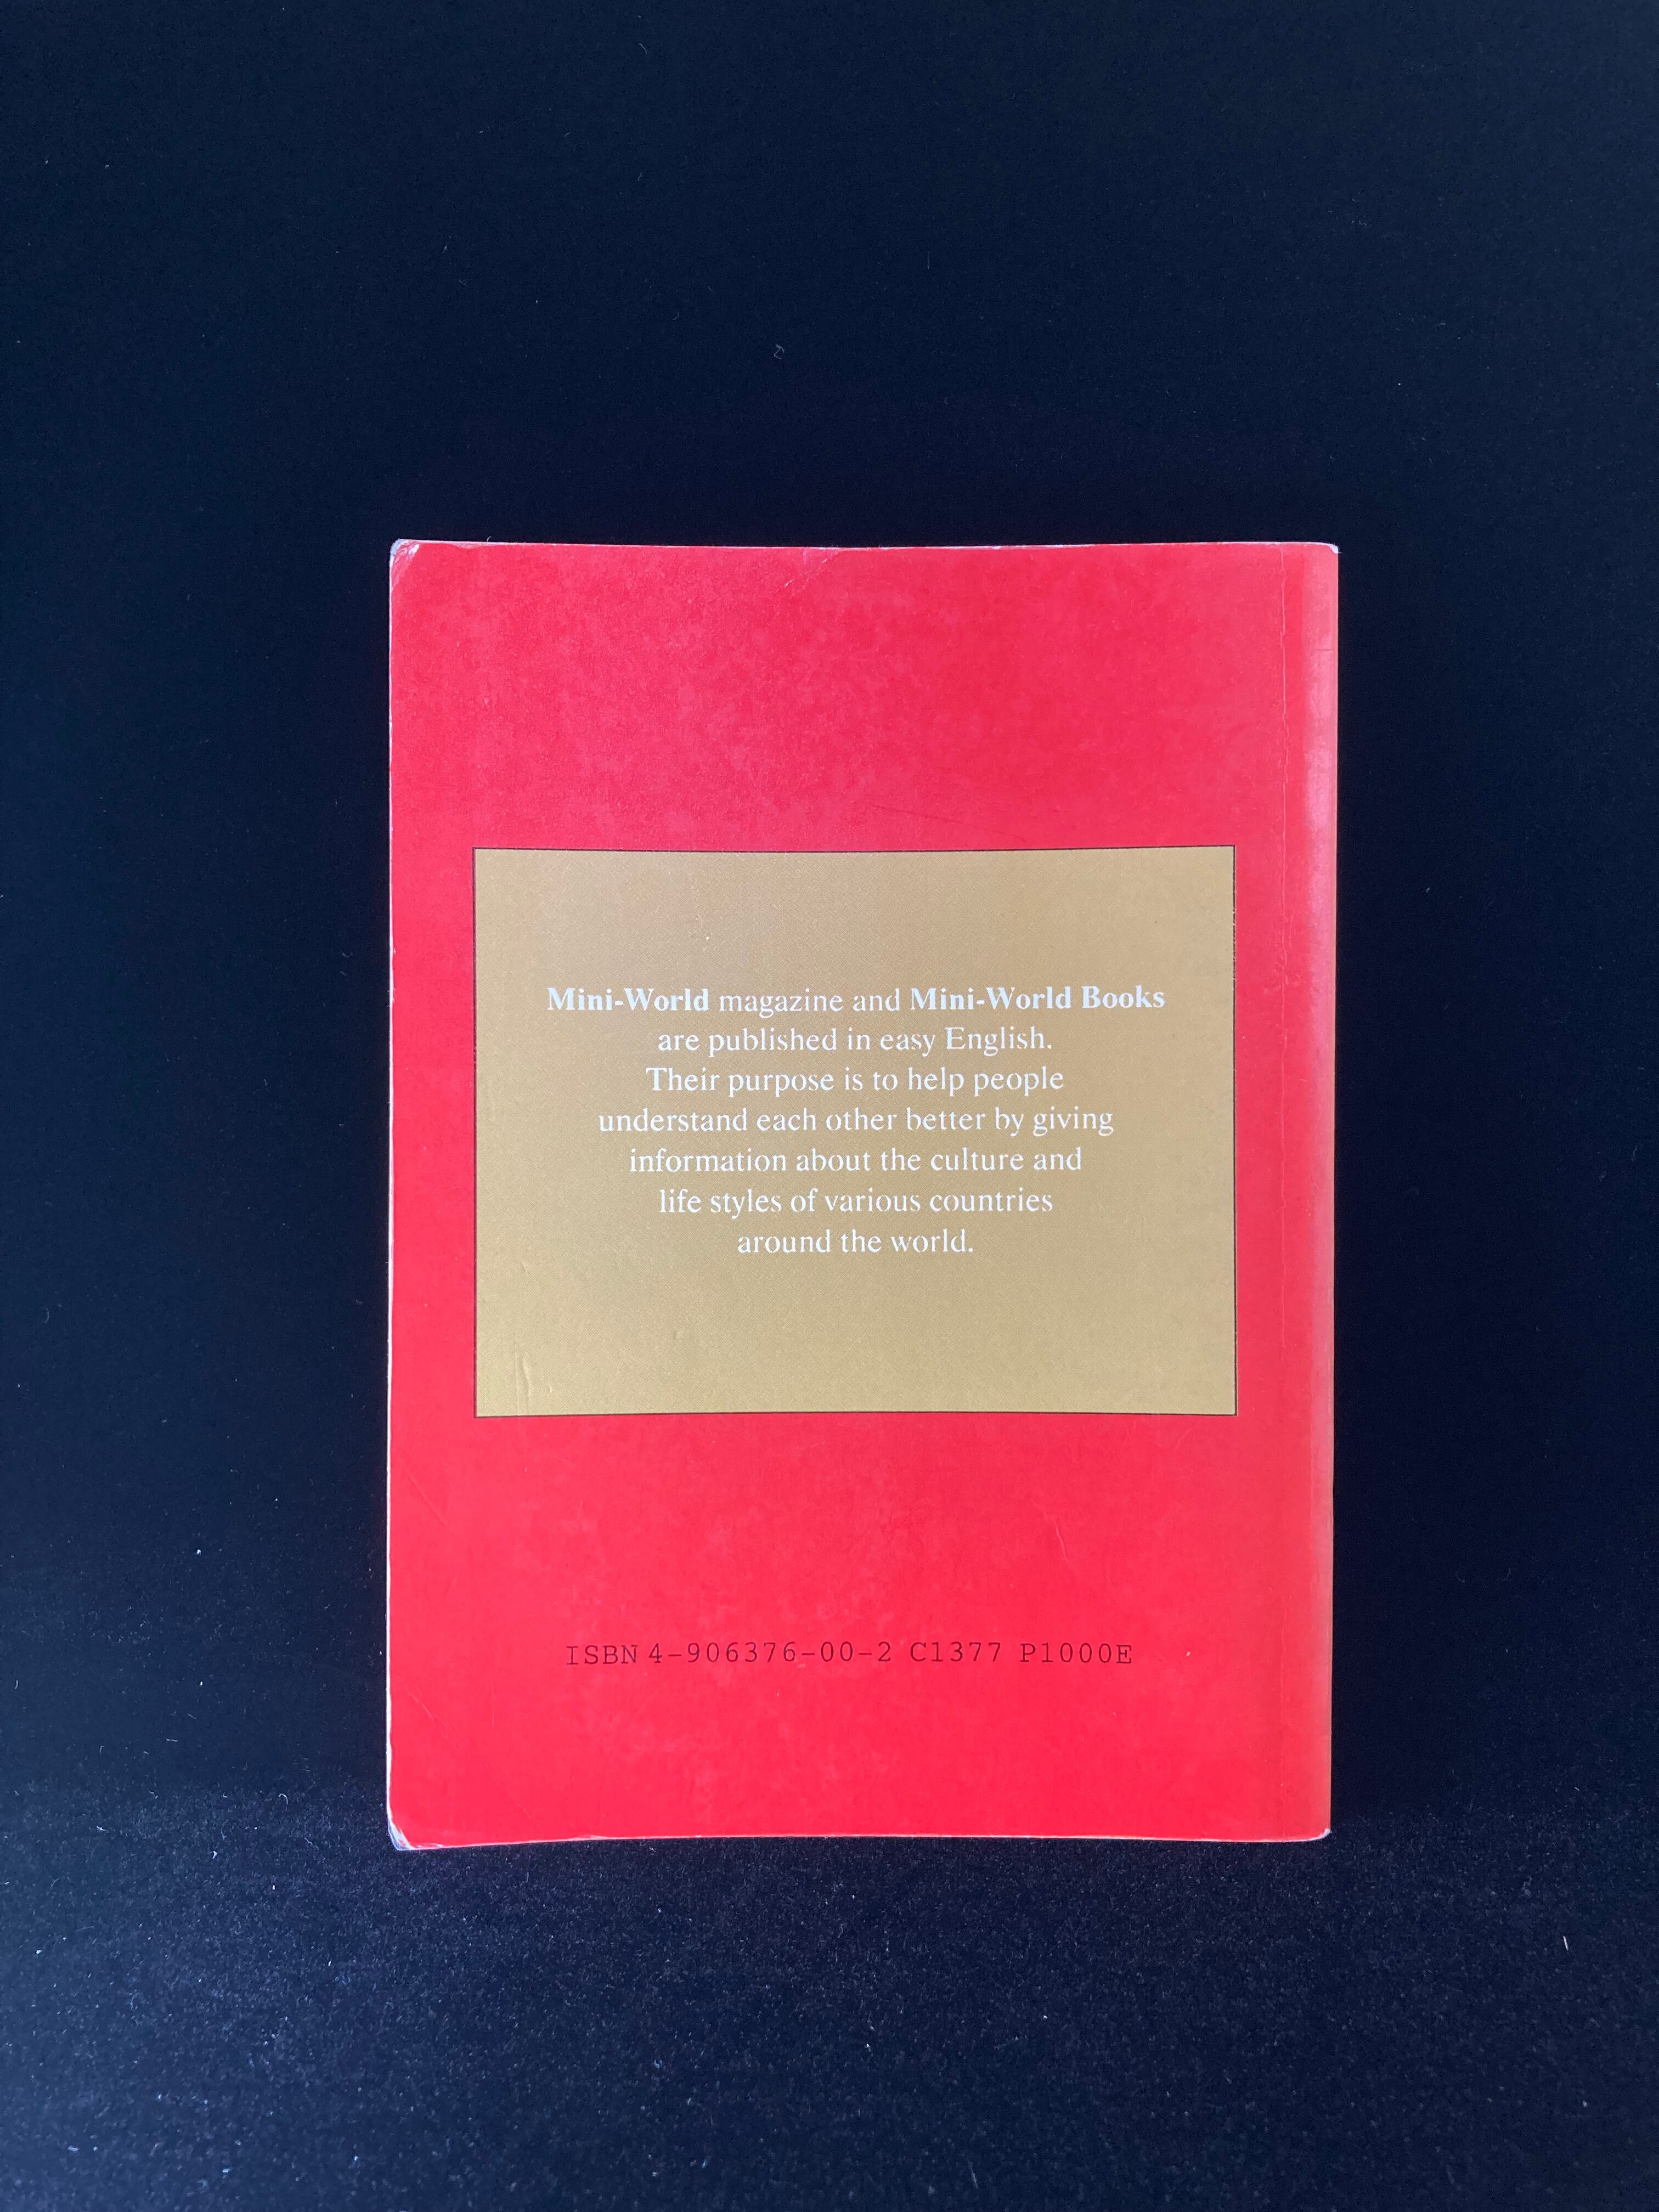 Mini-World magazine and Mini-World Books
are published in easy English.
Their purpose is to help people
understand each other better by giving
information about the culture and
life styles of various countries
around the world.
ISBN 4-906376-00-2 C1377 P1000E